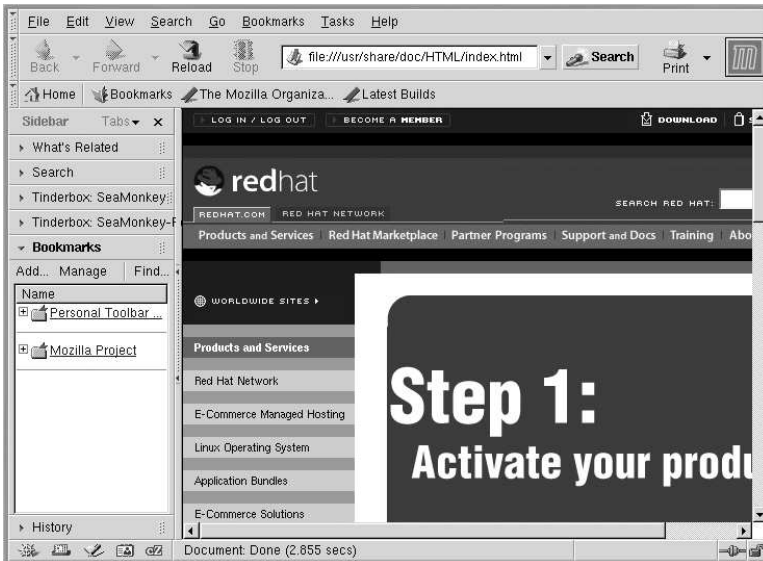 File Edit View Search Go Bookmarks Tasks Help
Back Forward Reload Stop file:///usr/share/doc/HTML/index.html Search Print
Home Bookmarks The Mozilla Organiza... Latest Builds
Sidebar Tabs x
What's Related
Search
Tinderbox: SeaMonkey
Tinderbox: SeaMonkey-F
Bookmarks
Add... Manage Find...
Name
Personal Toolbar ...
Mozilla Project
History
LOG IN / LOG OUT BECOME A MEMBER DOWNLOAD
redhat
SEARCH RED HAT:
REDHAT.COM RED HAT NETWORK
Products and Services Red Hat Marketplace Partner Programs Support and Docs Training Abo
WORLDWIDE SITES
Products and Services
Red Hat Network
E-Commerce Managed Hosting
Linux Operating System
Application Bundles
E-Commerce Solutions
Step 1:
Activate your produ
Document: Done (2.855 secs)